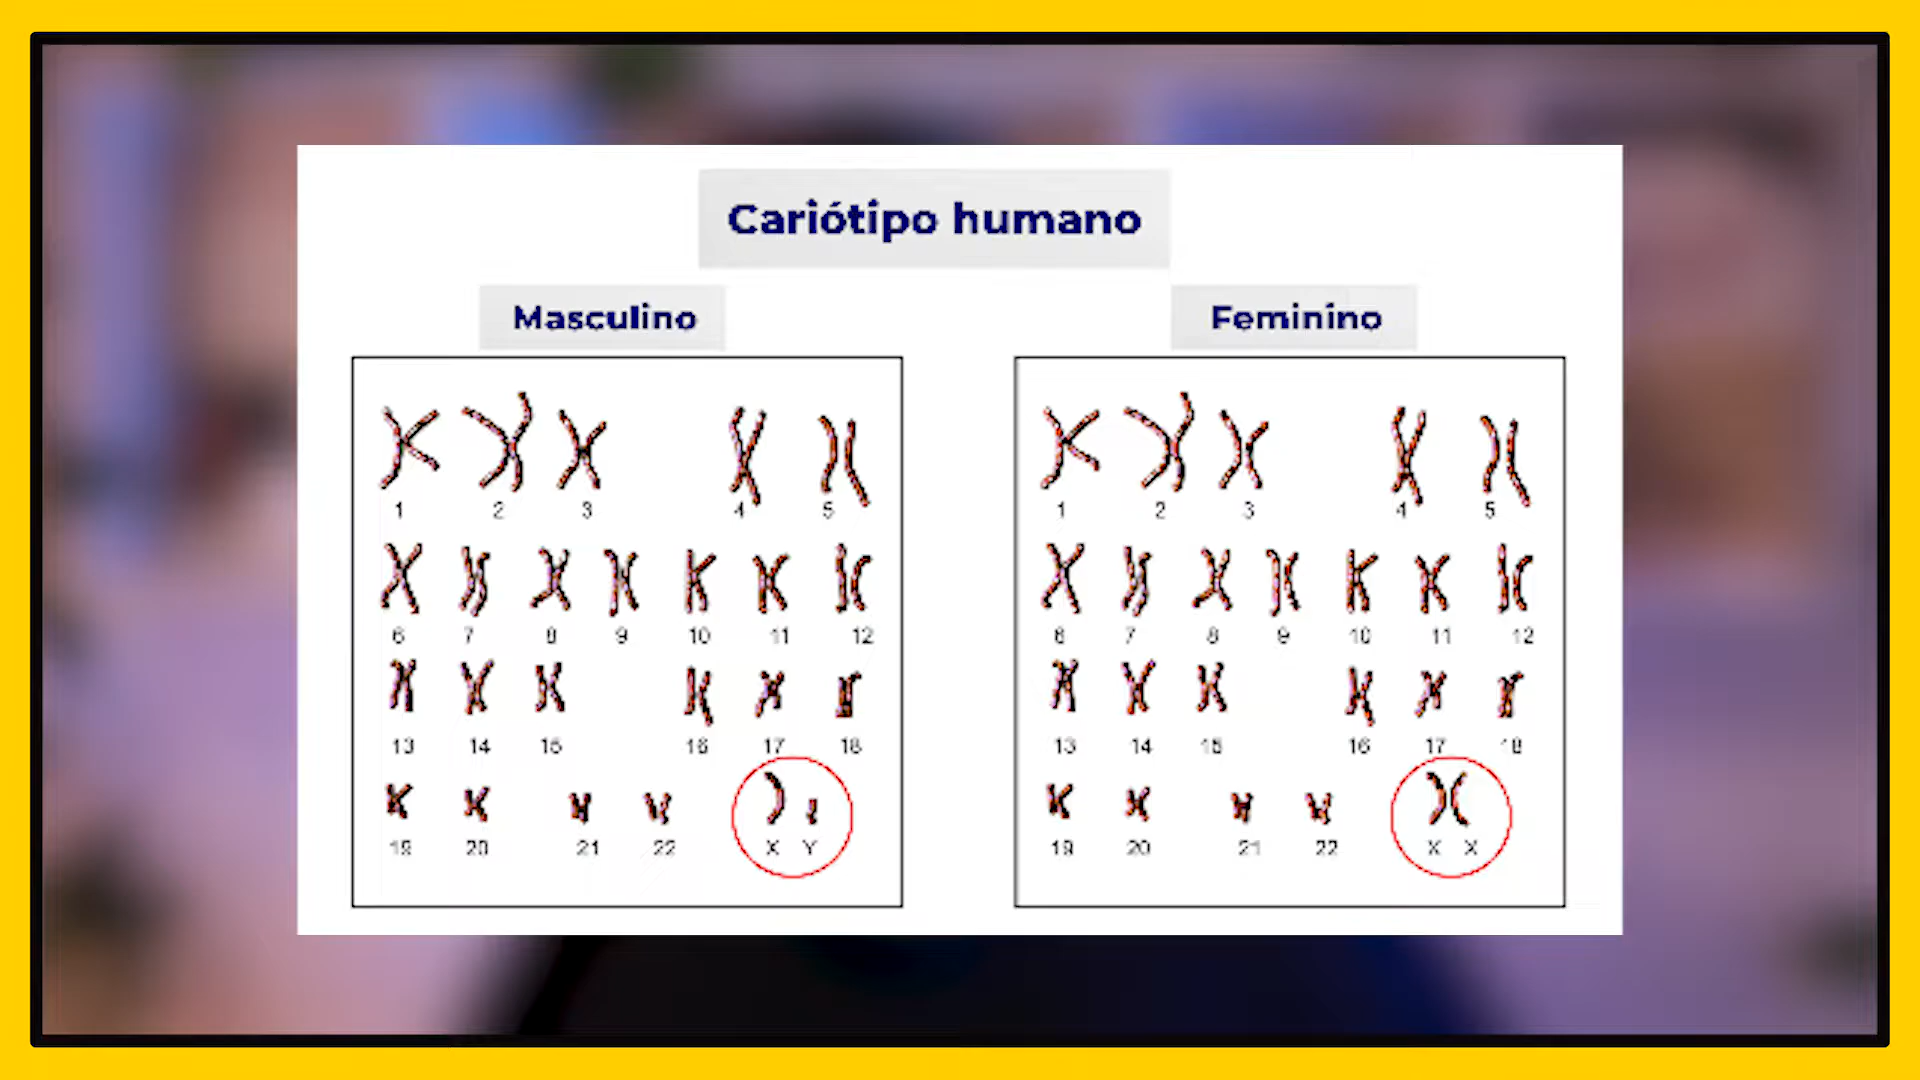 Cariótipo humano
Masculino
Feminino
1 2 3 4 5
6 7 8 9 10 11 12
13 14 15 16 17 18
19 20 21 22 X Y
1 2 3 4 5
6 7 8 9 10 11 12
13 14 15 16 17 18
19 20 21 22 X X